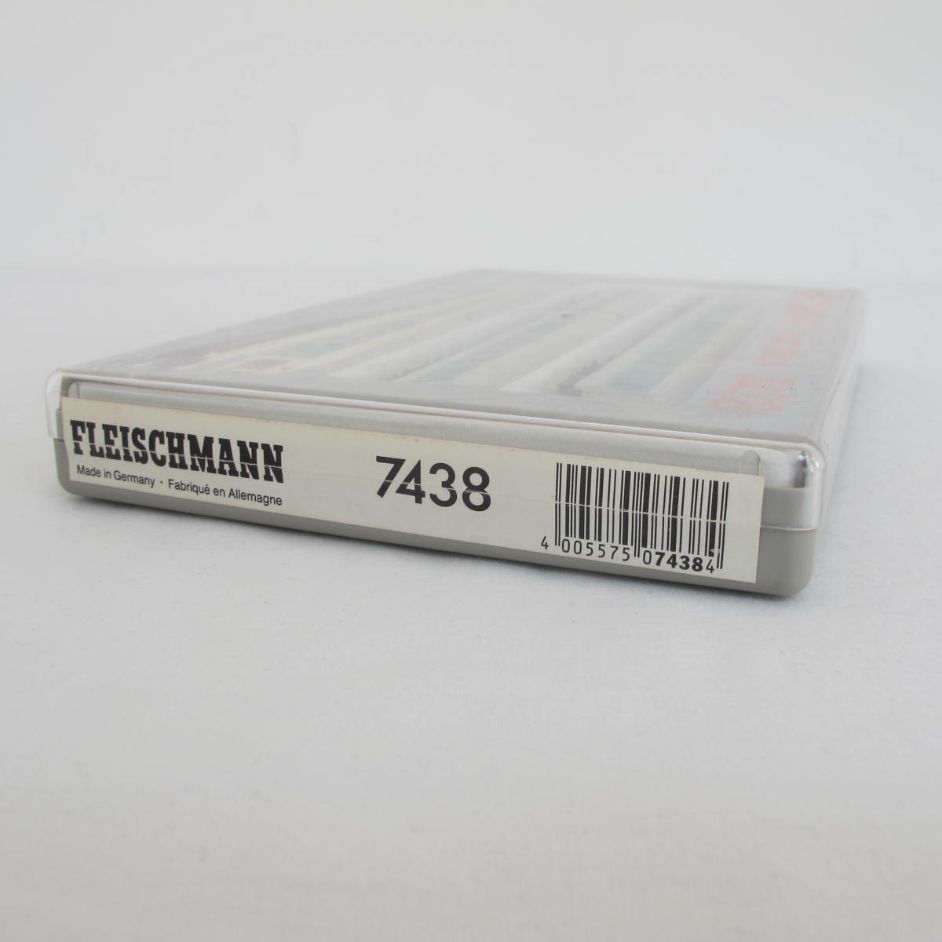 FLEISCHMANN
Made in Germany · Fabriqué en Allemagne
7438
4 005575 074384